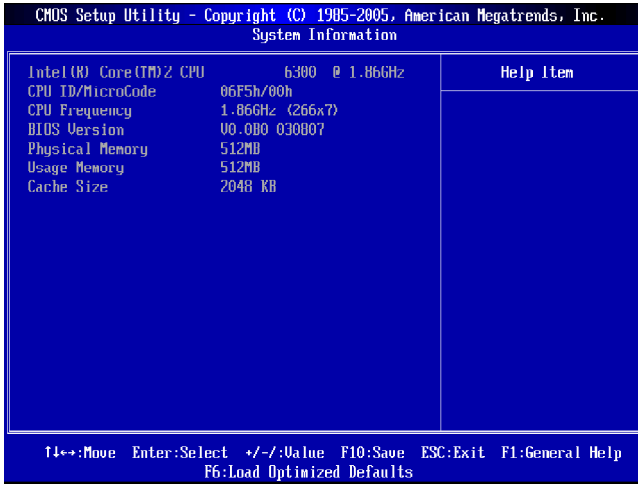 CMOS Setup Utility - Copyright (C) 1985-2005, American Megatrends, Inc.
System Information
Intel(R) Core(TM)2 CPU 6300 @ 1.86GHz
Help Item
CPU ID/MicroCode 06F5h/00h
CPU Frequency 1.86GHz (266x7)
BIOS Version V0.0B0 030807
Physical Memory 512MB
Usage Memory 512MB
Cache Size 2048 KB
↑↓←→:Move Enter:Select +/-/:Value F10:Save ESC:Exit F1:General Help
F6:Load Optimized Defaults